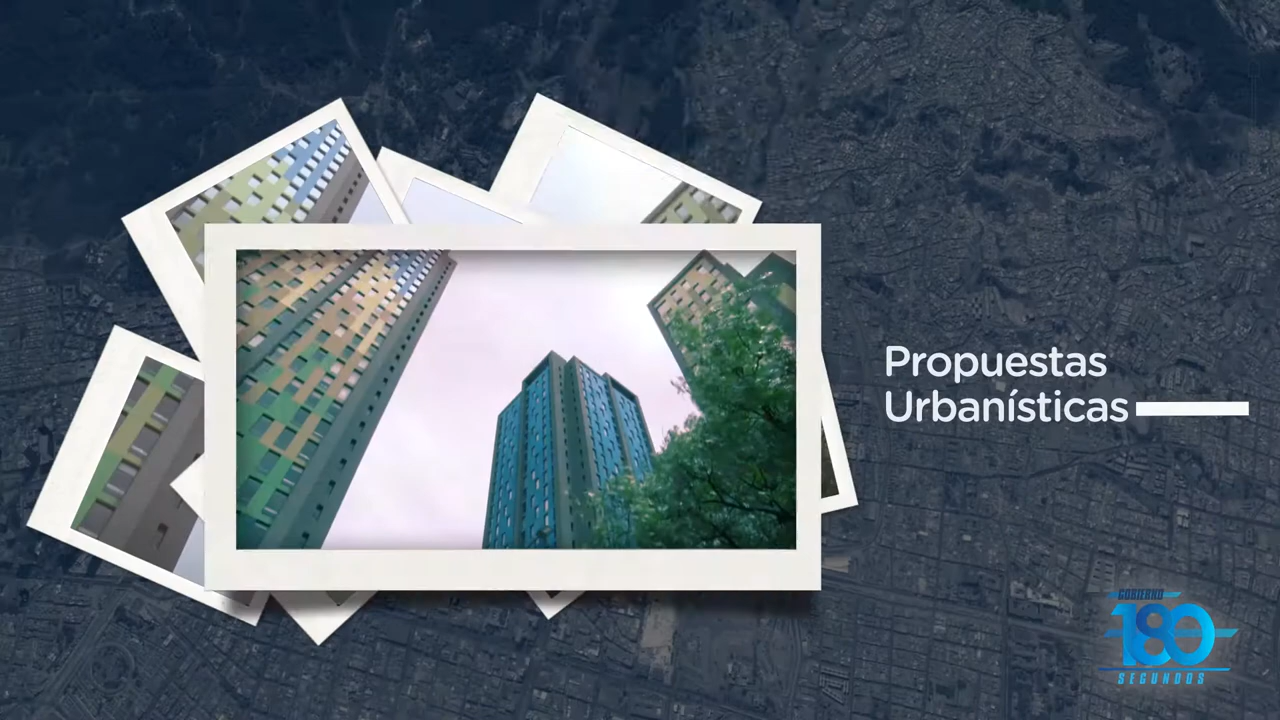 Propuestas
Urbanísticas
GOBIERNO
180
SEGUNDOS